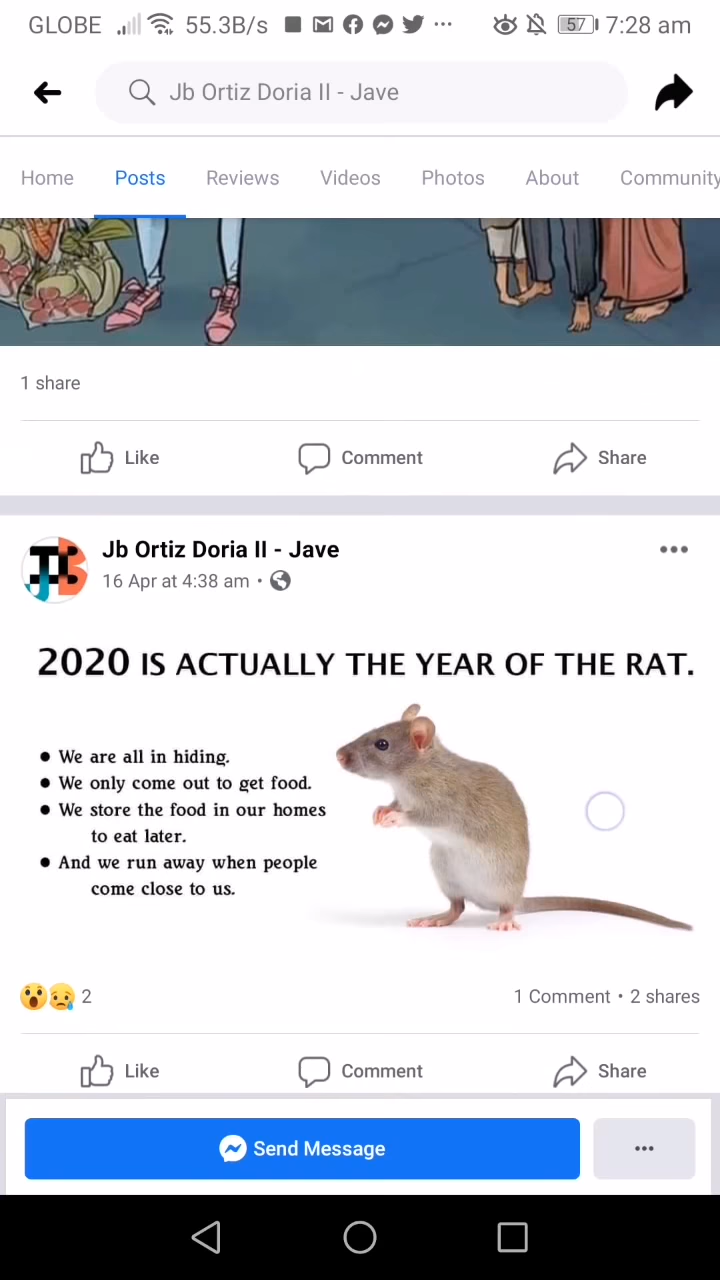 GLOBE 55.3B/s 57 7:28 am
Jb Ortiz Doria II - Jave
Home Posts Reviews Videos Photos About Community
1 share
Like Comment Share
Jb Ortiz Doria II - Jave
16 Apr at 4:38 am •
2020 IS ACTUALLY THE YEAR OF THE RAT.
• We are all in hiding.
• We only come out to get food.
• We store the food in our homes
to eat later.
• And we run away when people
come close to us.
2 1 Comment • 2 shares
Like Comment Share
Send Message